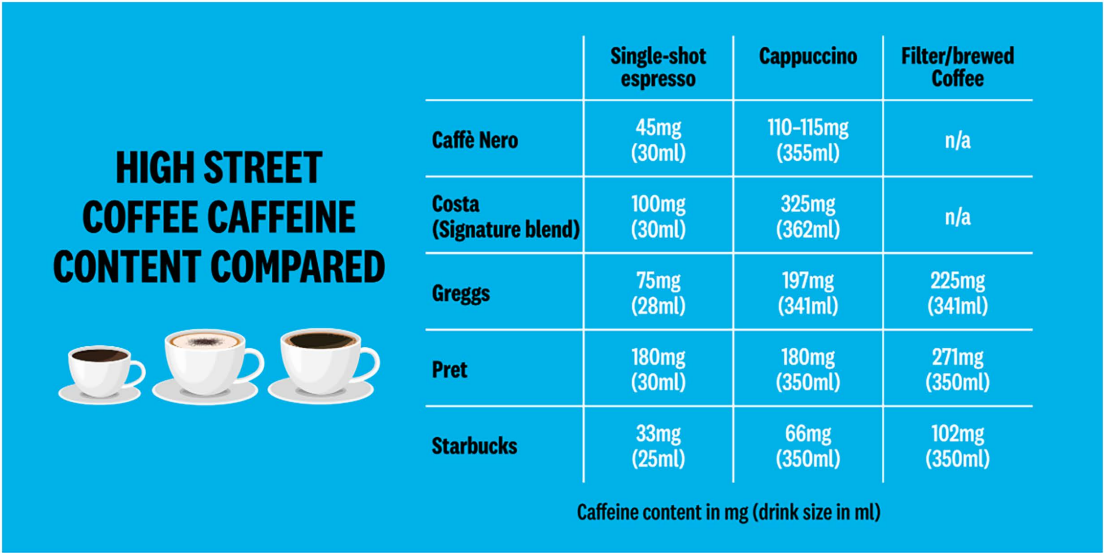 HIGH STREET
COFFEE CAFFEINE
CONTENT COMPARED
Single-shot
espresso
Cappuccino
Filter/brewed
Coffee
Caffè Nero
45mg
(30ml)
110–115mg
(355ml)
n/a
Costa
(Signature blend)
100mg
(30ml)
325mg
(362ml)
n/a
Greggs
75mg
(28ml)
197mg
(341ml)
225mg
(341ml)
Pret
180mg
(30ml)
180mg
(350ml)
271mg
(350ml)
Starbucks
33mg
(25ml)
66mg
(350ml)
102mg
(350ml)
Caffeine content in mg (drink size in ml)